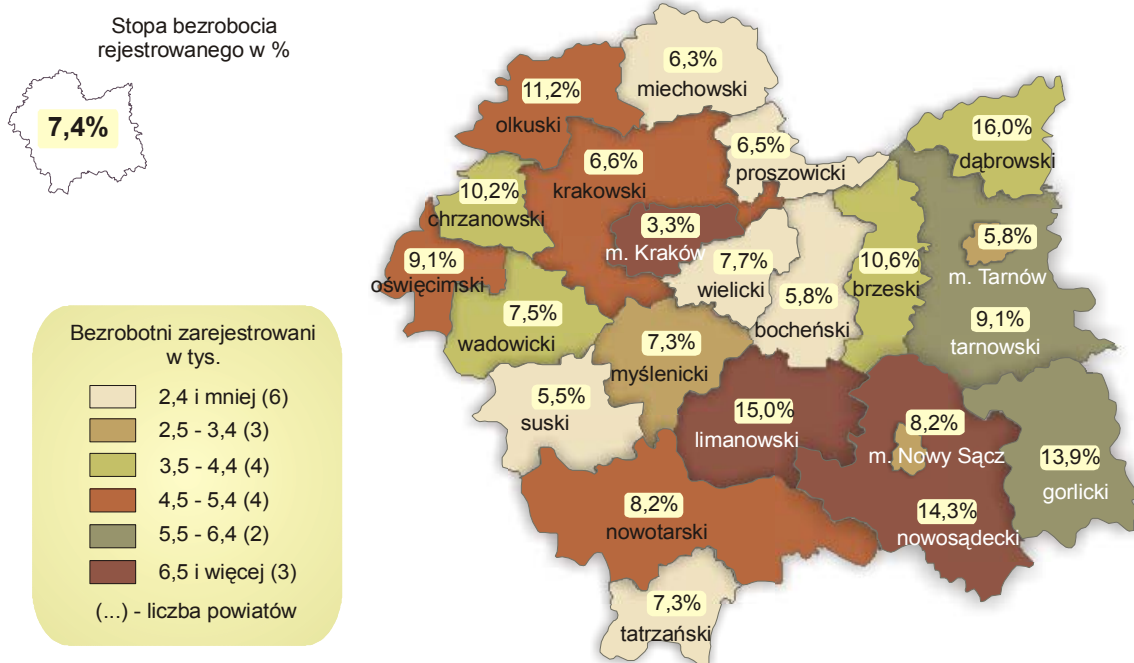 Stopa bezrobocia
rejestrowanego w %
7,4%
6,3%
miechowski
11,2%
olkuski
16,0%
dąbrowski
6,5%
proszowicki
6,6%
krakowski
10,2%
chrzanowski
3,3%
m. Kraków
5,8%
m. Tarnów
9,1%
oświęcimski
7,7%
wielicki
10,6%
brzeski
5,8%
bocheński
7,5%
wadowicki
9,1%
tarnowski
7,3%
myślenicki
5,5%
suski
15,0%
limanowski
8,2%
m. Nowy Sącz
13,9%
gorlicki
8,2%
nowotarski
14,3%
nowosądecki
7,3%
tatrzański
Bezrobotni zarejestrowani
w tys.
2,4 i mniej (6)
2,5 - 3,4 (3)
3,5 - 4,4 (4)
4,5 - 5,4 (4)
5,5 - 6,4 (2)
6,5 i więcej (3)
(...) - liczba powiatów